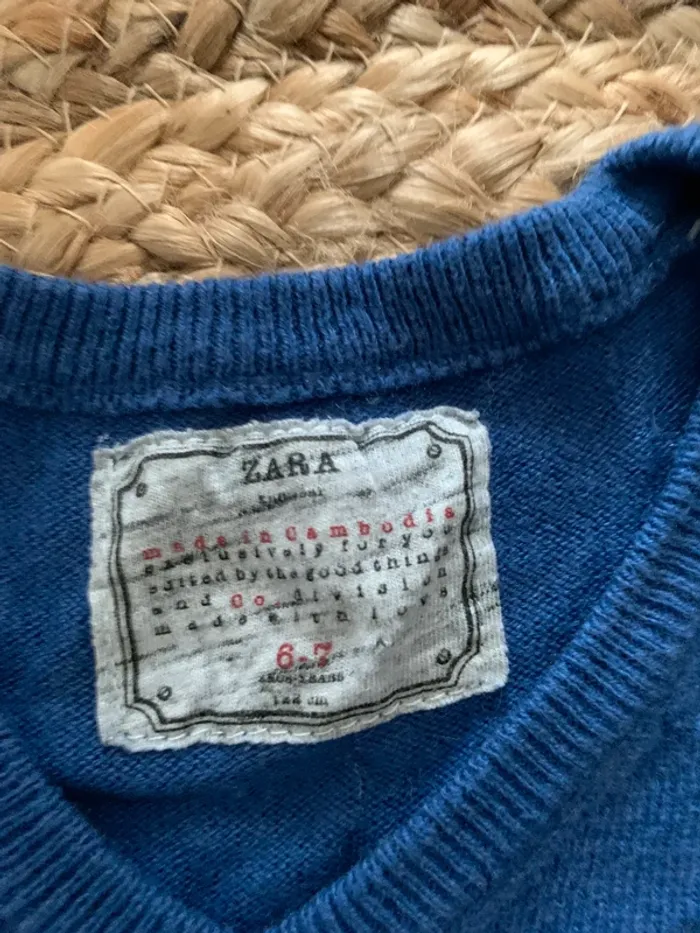 ZARA
made in Cambodia
exclusively for you
edited by the good things
and Co. division
made with love
6-7
122 cm